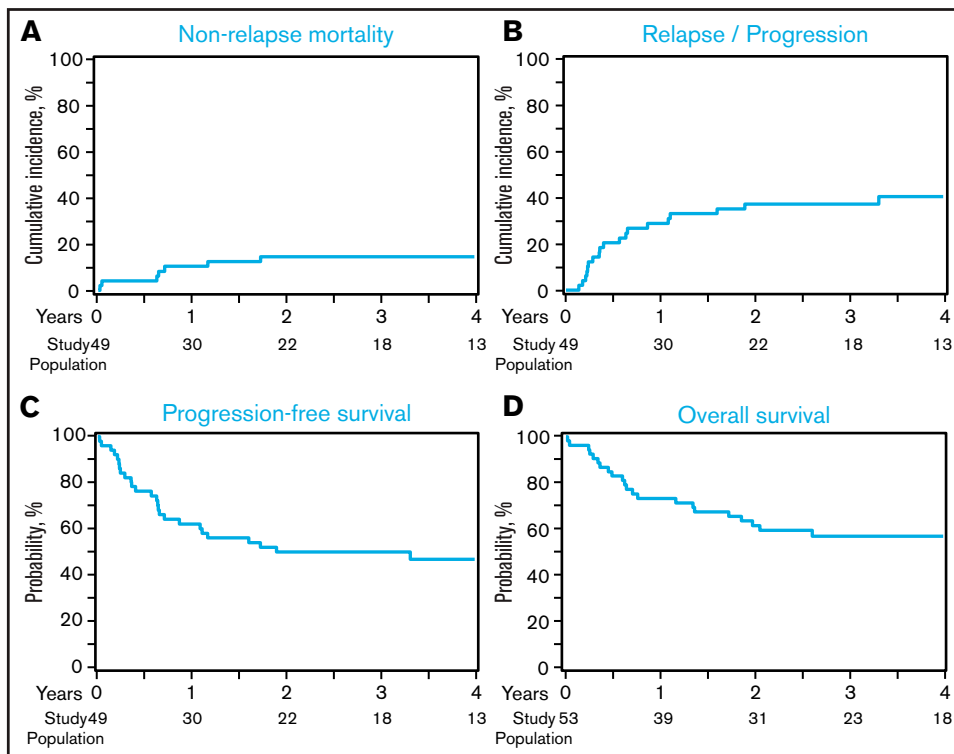 A
Non-relapse mortality
Cumulative incidence, %
100
80
60
40
20
0
Years 0 1 2 3 4
Study 49 30 22 18 13
Population
B
Relapse / Progression
Cumulative incidence, %
100
80
60
40
20
0
Years 0 1 2 3 4
Study 49 30 22 18 13
Population
C
Progression-free survival
Probability, %
100
80
60
40
20
0
Years 0 1 2 3 4
Study 49 30 22 18 13
Population
D
Overall survival
Probability, %
100
80
60
40
20
0
Years 0 1 2 3 4
Study 53 39 31 23 18
Population